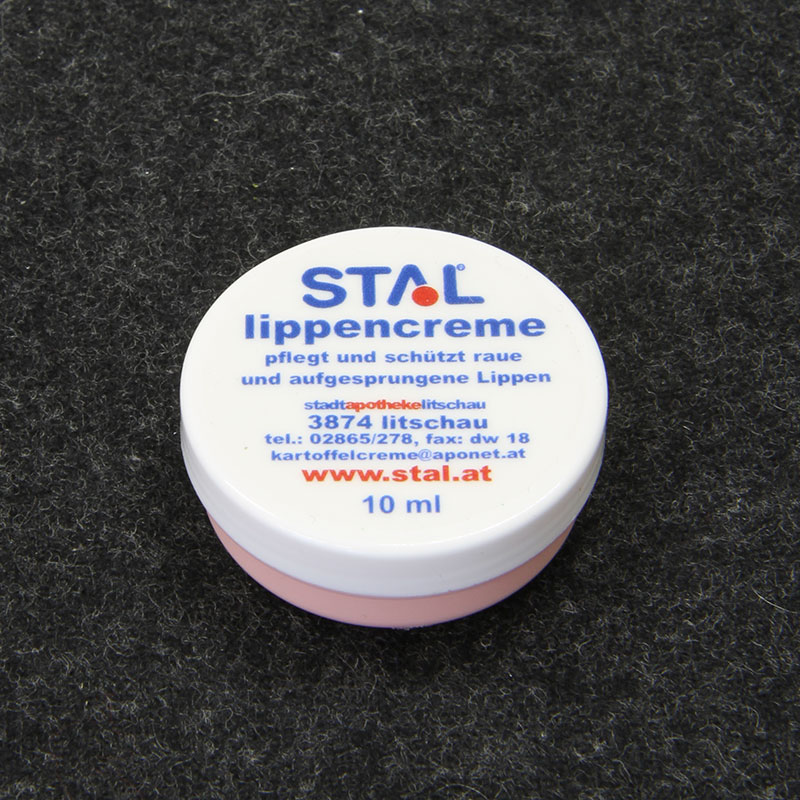 STAL®
lippencreme
pflegt und schützt raue
und aufgesprungene Lippen
stadtapothekelitschau
3874 litschau
tel.: 02865/278, fax: dw 18
kartoffelcreme@aponet.at
www.stal.at
10 ml